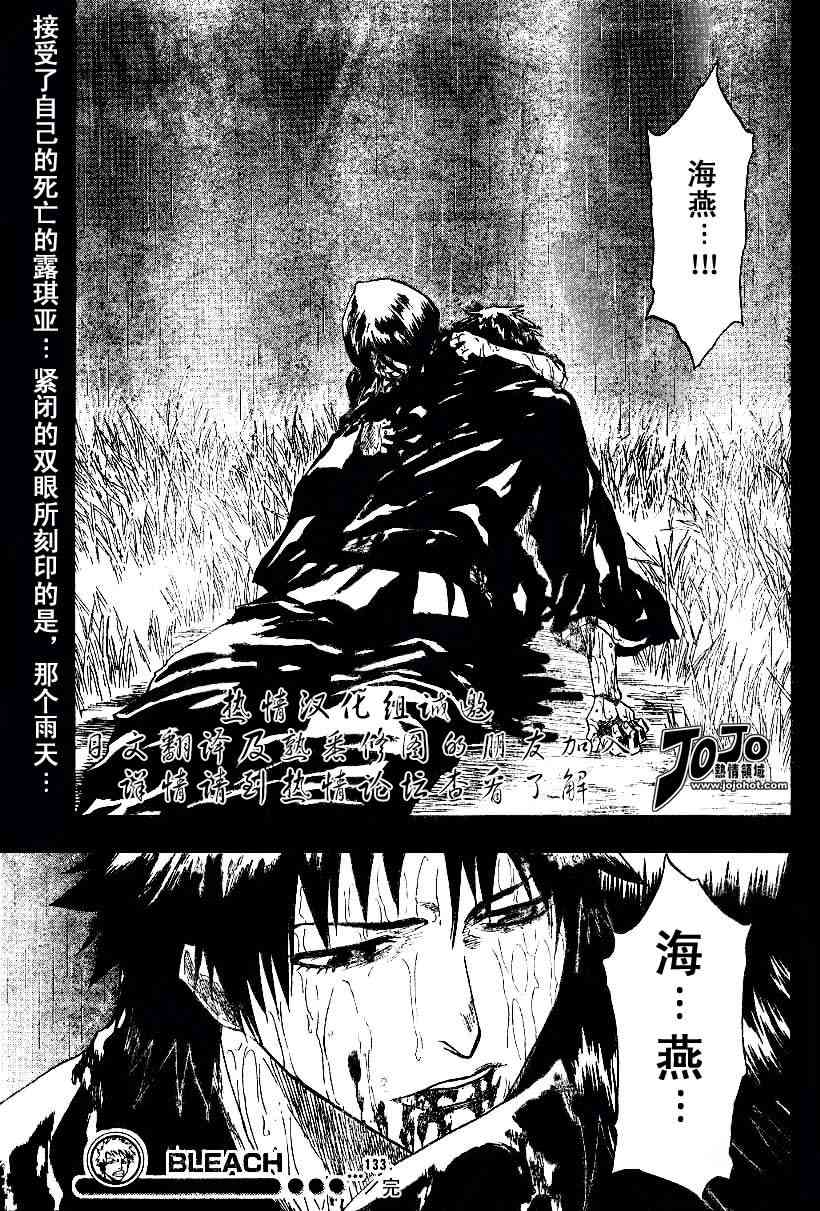 接受了自己的死亡的露琪亚…紧闭的双眼所刻印的是，那个雨天…
海燕…!!!
热情汉化组诚邀
日文翻译及熟悉修图的朋友加入
详情请到热情论坛查看了解
JOJO
熱情領域
www.jojohot.com
海…燕…
BLEACH
133.
完